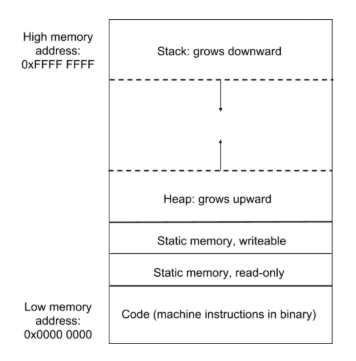 High memory
address:
0xFFFF FFFF
Stack: grows downward
Heap: grows upward
Static memory, writeable
Static memory, read-only
Low memory
address:
0x0000 0000
Code (machine instructions in binary)